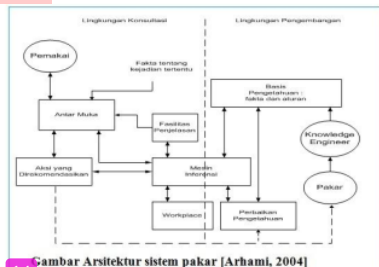 Lingkungan Konsultasi
Lingkungan Pengembangan
Pemakai
Fakta tentang
kejadian tertentu
Basis
Pengetahuan :
fakta dan aturan
Antar Muka
Fasilitas
Penjelasan
Knowledge
Engineer
Aksi yang
Direkomendasikan
Mesin
Inferensi
Pakar
Workplace
Perbaikan
Pengetahuan
Gambar Arsitektur sistem pakar [Arhami, 2004]